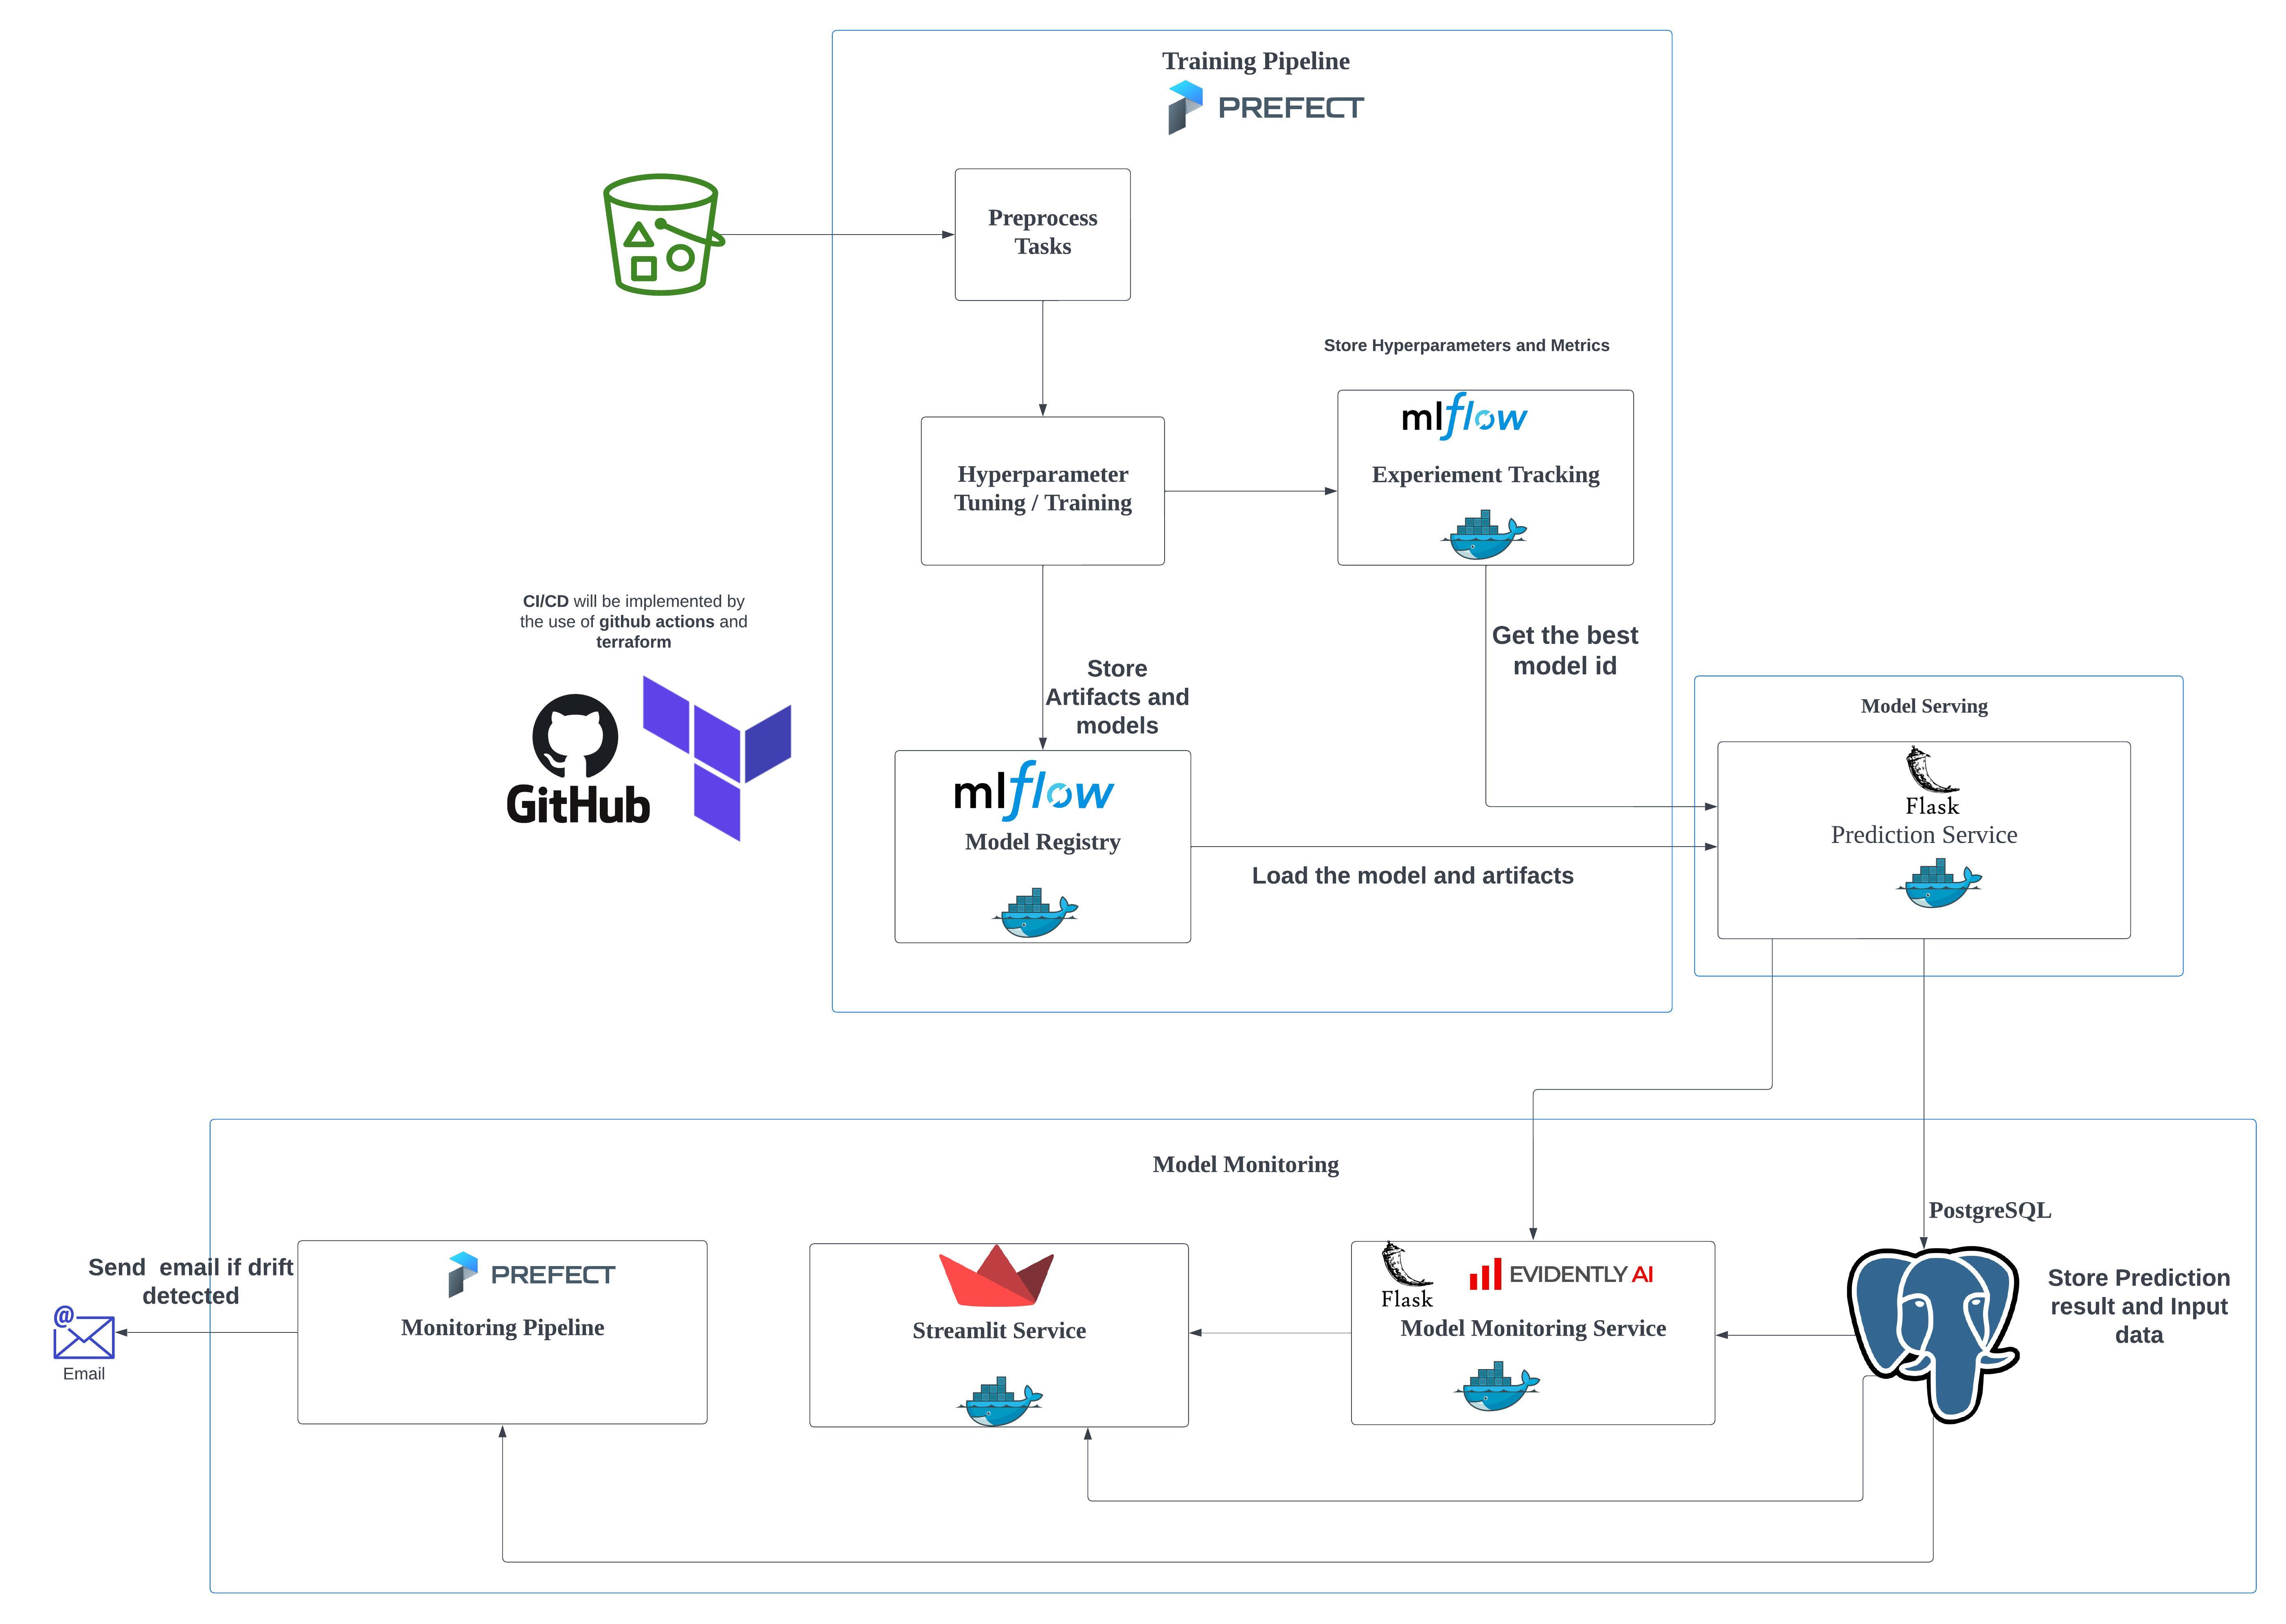 Training Pipeline
PREFECT
Preprocess
Tasks
Store Hyperparameters and Metrics
mlflow
Experiement Tracking
Hyperparameter
Tuning / Training
CI/CD will be implemented by
the use of github actions and
terraform
GitHub
Store
Artifacts and
models
Get the best
model id
mlflow
Model Registry
Load the model and artifacts
Model Serving
Flask
Prediction Service
Model Monitoring
PostgreSQL
Store Prediction
result and Input
data
Send email if drift
detected
Email
PREFECT
Monitoring Pipeline
Streamlit Service
Flask
EVIDENTLY AI
Model Monitoring Service